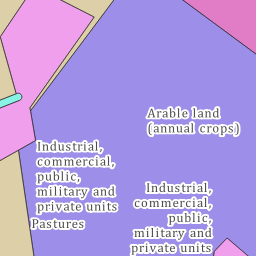 Arable land
(annual crops)
Industrial,
commercial,
public,
military and
private units
Pastures
Industrial,
commercial,
public,
military and
private units